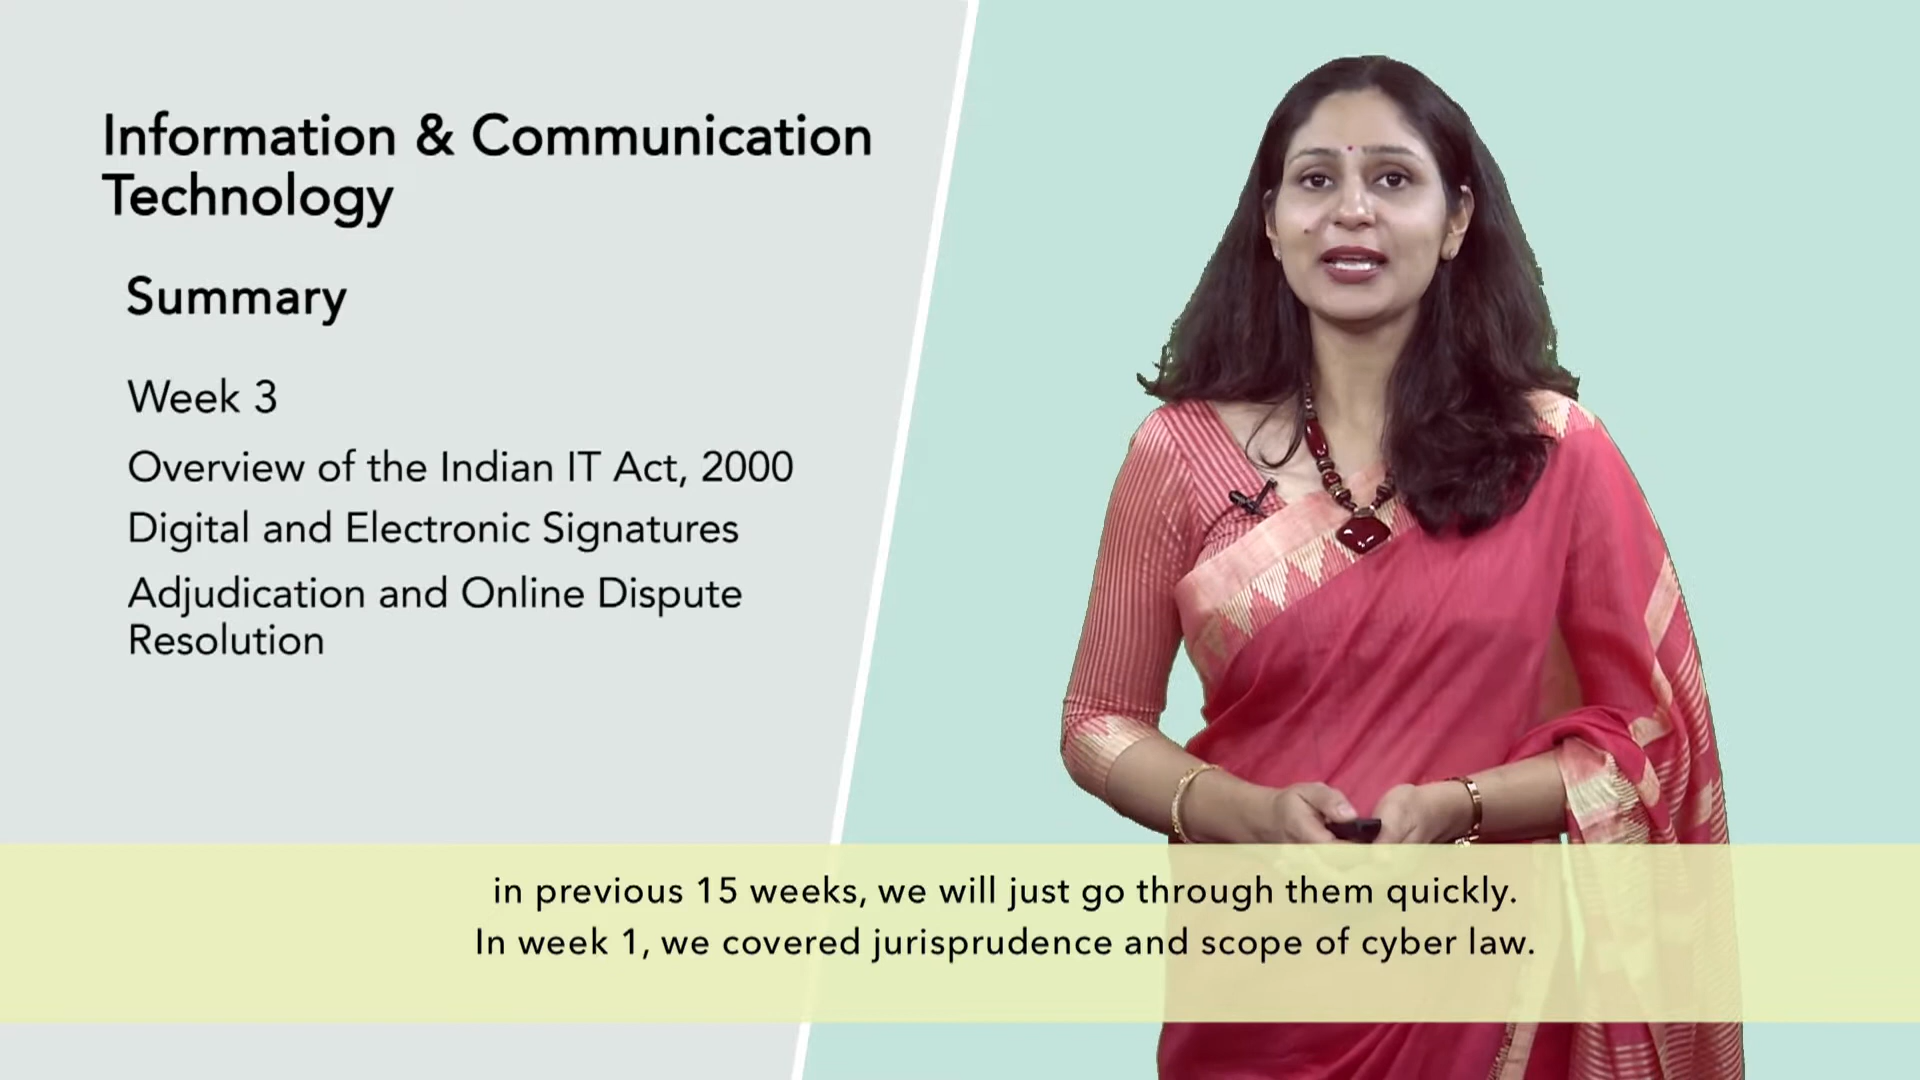 Information & Communication
Technology
Summary
Week 3
Overview of the Indian IT Act, 2000
Digital and Electronic Signatures
Adjudication and Online Dispute
Resolution
in previous 15 weeks, we will just go through them quickly.
In week 1, we covered jurisprudence and scope of cyber law.